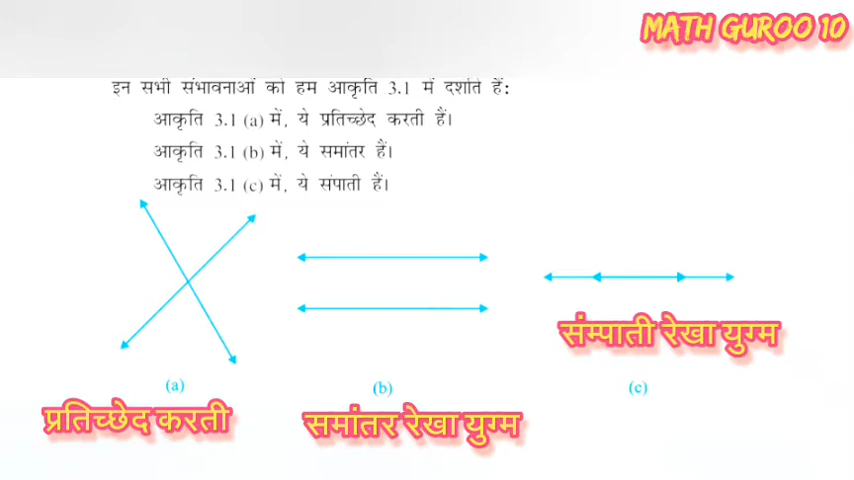 MATH GUROO 10
इन सभी संभावनाओं को हम आकृति 3.1 में दर्शाते हैं:
आकृति 3.1 (a) में, ये प्रतिच्छेद करती हैं।
आकृति 3.1 (b) में, ये समांतर हैं।
आकृति 3.1 (c) में, ये संपाती हैं।
संम्पाती रेखा युग्म
(a) (b) (c)
प्रतिच्छेद करती समांतर रेखा युग्म